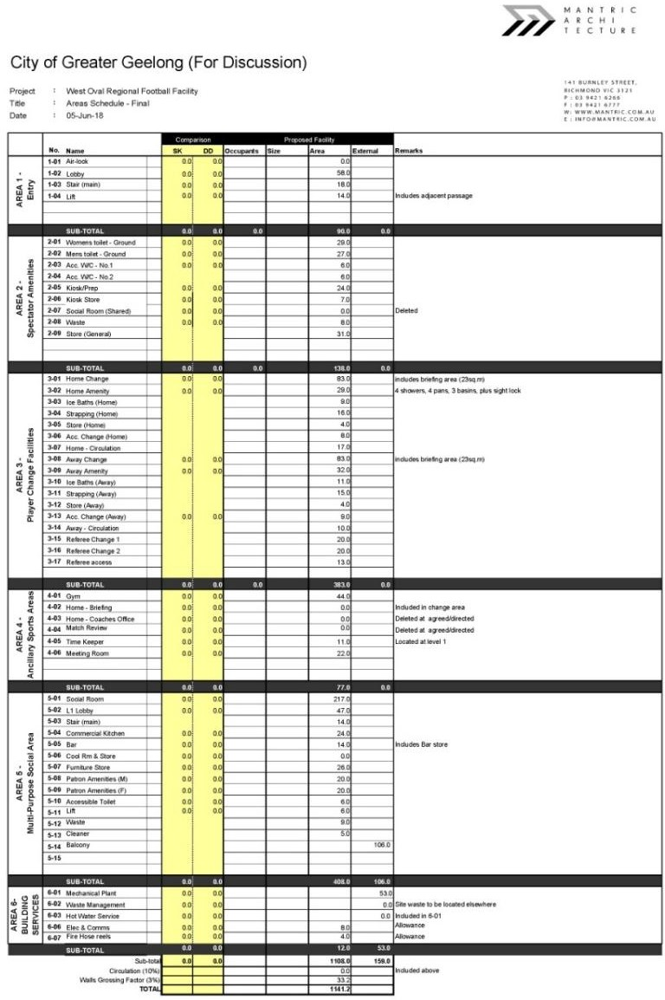 MANTRIC
ARCHI
TECTURE
City of Greater Geelong (For Discussion)
141 BURNLEY STREET,
RICHMOND VIC 3121
P : 03 9421 6266
F : 03 9421 6777
W: WWW.MANTRIC.COM.AU
E : INFO@MANTRIC.COM.AU
Project : West Oval Regional Football Facility
Title : Areas Schedule - Final
Date : 05-Jun-18
Comparison Proposed Facility
No. Name SK DD Occupants Size Area External Remarks
AREA 1 - Entry
1-01 Air-lock 0.0 0.0 0.0
1-02 Lobby 0.0 0.0 58.0
1-03 Stair (main) 0.0 0.0 18.0
1-04 Lift 0.0 0.0 14.0 Includes adjacent passage
SUB-TOTAL 0.0 0.0 0.0 90.0 0.0
AREA 2 - Spectator Amenities
2-01 Womens toilet - Ground 0.0 0.0 29.0
2-02 Mens toilet - Ground 0.0 0.0 27.0
2-03 Acc. W/C - No.1 0.0 0.0 6.0
2-04 Acc. W/C - No.2 6.0
2-05 Kiosk/Prep 0.0 0.0 24.0
2-06 Kiosk Store 0.0 0.0 7.0
2-07 Social Room (Shared) 0.0 0.0 0.0 Deleted
2-08 Waste 0.0 0.0 8.0
2-09 Store (General) 31.0
SUB-TOTAL 0.0 0.0 0.0 138.0 0.0
AREA 3 - Player Change Facilities
3-01 Home Change 0.0 0.0 83.0 includes briefing area (23sq.m)
3-02 Home Amenity 0.0 0.0 29.0 4 showers, 4 pans, 3 basins, plus sight lock
3-03 Ice Baths (Home) 9.0
3-04 Strapping (Home) 16.0
3-05 Store (Home) 4.0
3-06 Acc. Change (Home) 8.0
3-07 Home - Circulation 17.0
3-08 Away Change 0.0 0.0 83.0 includes briefing area (23sq.m)
3-09 Away Amenity 0.0 0.0 32.0
3-10 Ice Baths (Away) 11.0
3-11 Strapping (Away) 15.0
3-12 Store (Away) 4.0
3-13 Acc. Change (Away) 0.0 0.0 9.0
3-14 Away - Circulation 10.0
3-15 Referee Change 1 20.0
3-16 Referee Change 2 20.0
3-17 Referee access 13.0
SUB-TOTAL 0.0 0.0 0.0 383.0 0.0
AREA 4 - Ancillary Sports Areas
4-01 Gym 0.0 0.0 44.0
4-02 Home - Briefing 0.0 0.0 0.0 Included in change area
4-03 Home - Coaches Office 0.0 0.0 0.0 Deleted at agreed/directed
4-04 Match Review 0.0 0.0 0.0 Deleted at agreed/directed
4-05 Time Keeper 0.0 0.0 11.0 Located at level 1
4-06 Meeting Room 0.0 0.0 22.0
SUB-TOTAL 0.0 0.0 77.0 0.0
AREA 5 - Multi-Purpose Social Area
5-01 Social Room 0.0 0.0 217.0
5-02 L1 Lobby 0.0 0.0 47.0
5-03 Stair (main) 14.0
5-04 Commercial Kitchen 0.0 0.0 24.0
5-05 Bar 0.0 0.0 14.0 Includes Bar store
5-06 Cool Rm & Store 0.0 0.0 0.0
5-07 Furniture Store 0.0 0.0 26.0
5-08 Patron Amenities (M) 0.0 0.0 20.0
5-09 Patron Amenities (F) 0.0 0.0 20.0
5-10 Accessible Toilet 0.0 0.0 6.0
5-11 Lift 0.0 0.0 6.0
5-12 Waste 9.0
5-13 Cleaner 5.0
5-14 Balcony 106.0
5-15
SUB-TOTAL 0.0 0.0 408.0 106.0
AREA 6- BUILDING SERVICES
6-01 Mechanical Plant 0.0 0.0 53.0
6-02 Waste Management 0.0 0.0 0.0 Site waste to be located elsewhere
6-03 Hot Water Service 0.0 0.0 0.0 Included in 6-01
6-06 Elec & Comms 0.0 0.0 8.0 Allowance
6-07 Fire Hose reels 0.0 0.0 4.0 Allowance
SUB-TOTAL 0.0 0.0 12.0 53.0
Sub-total 0.0 0.0 1108.0 159.0
Circulation (10%) 0.0 Included above
Walls Grossing Factor (3%) 33.2
TOTAL 1141.2